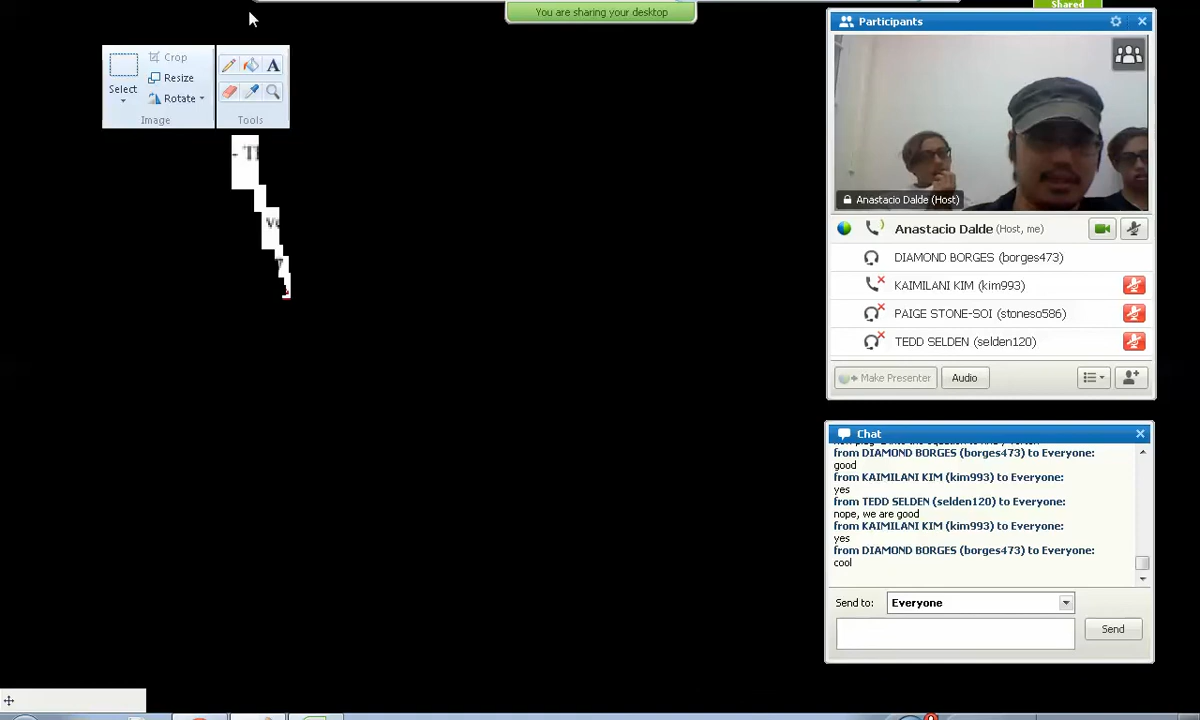 Shared
You are sharing your desktop
Participants
Crop
Resize
Select
Rotate
Image
Tools
A
- T
Anastacio Dalde (Host)
Anastacio Dalde (Host, me)
DIAMOND BORGES (borges473)
KAIMILANI KIM (kim993)
PAIGE STONE-SOI (stoneso586)
TEDD SELDEN (selden120)
Make Presenter
Audio
Chat
from DIAMOND BORGES (borges473) to Everyone:
good
from KAIMILANI KIM (kim993) to Everyone:
yes
from TEDD SELDEN (selden120) to Everyone:
nope, we are good
from KAIMILANI KIM (kim993) to Everyone:
yes
from DIAMOND BORGES (borges473) to Everyone:
cool
Send to:
Everyone
Send